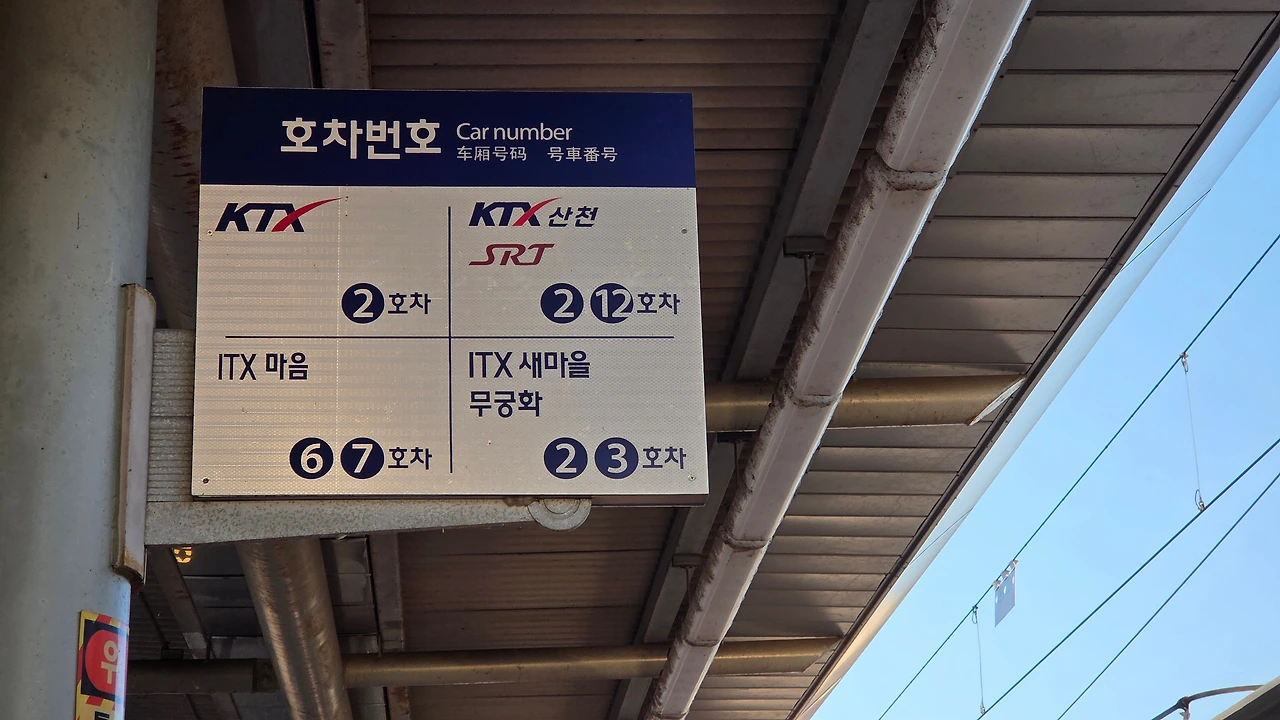 호차번호 Car number
车厢号码 号車番号
KTX
2 호차
KTX 산천
SRT
2 12 호차
ITX 마음
6 7 호차
ITX 새마을
무궁화
2 3 호차
위